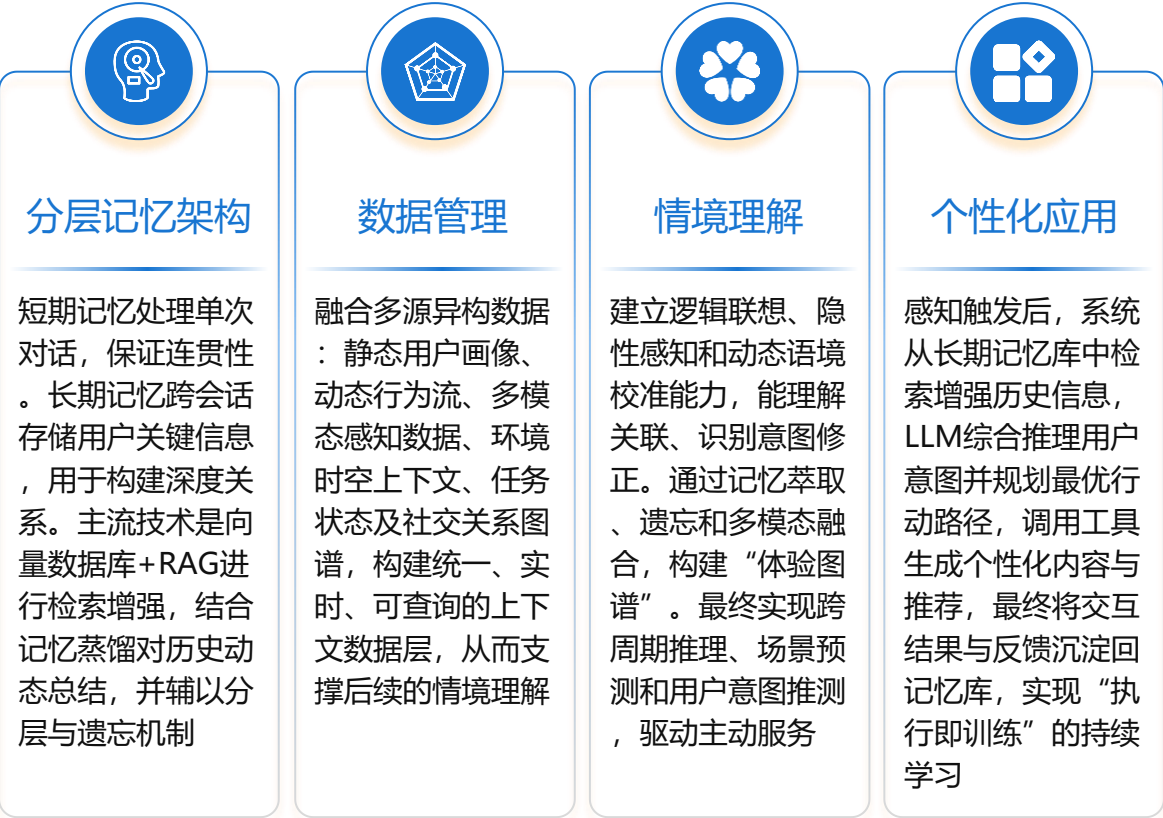 分层记忆架构
短期记忆处理单次
对话，保证连贯性
。长期记忆跨会话
存储用户关键信息
，用于构建深度关
系。主流技术是向
量数据库+RAG进
行检索增强，结合
记忆蒸馏对历史动
态总结，并辅以分
层与遗忘机制
数据管理
融合多源异构数据
：静态用户画像、
动态行为流、多模
态感知数据、环境
时空上下文、任务
状态及社交关系图
谱，构建统一、实
时、可查询的上下
文数据层，从而支
撑后续的情境理解
情境理解
建立逻辑联想、隐
性感知和动态语境
校准能力，能理解
关联、识别意图修
正。通过记忆萃取
、遗忘和多模态融
合，构建“体验图
谱”。最终实现跨
周期推理、场景预
测和用户意图推测
，驱动主动服务
个性化应用
感知触发后，系统
从长期记忆库中检
索增强历史信息，
LLM综合推理用户
意图并规划最优行
动路径，调用工具
生成个性化内容与
推荐，最终将交互
结果与反馈沉淀回
记忆库，实现“执
行即训练”的持续
学习